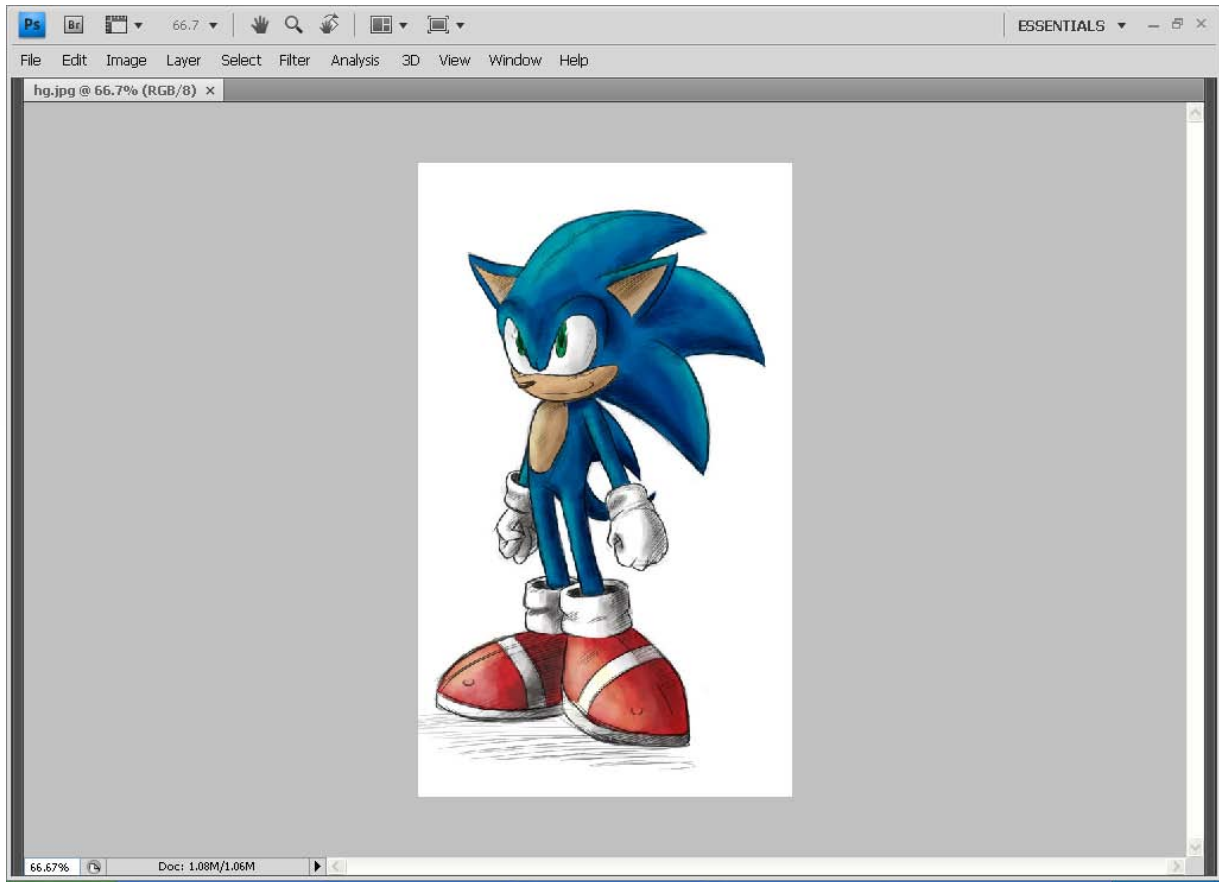 Ps Br 66.7 ESSENTIALS
File Edit Image Layer Select Filter Analysis 3D View Window Help
hg.jpg @ 66.7% (RGB/8) ×
66.67% Doc: 1.08M/1.06M